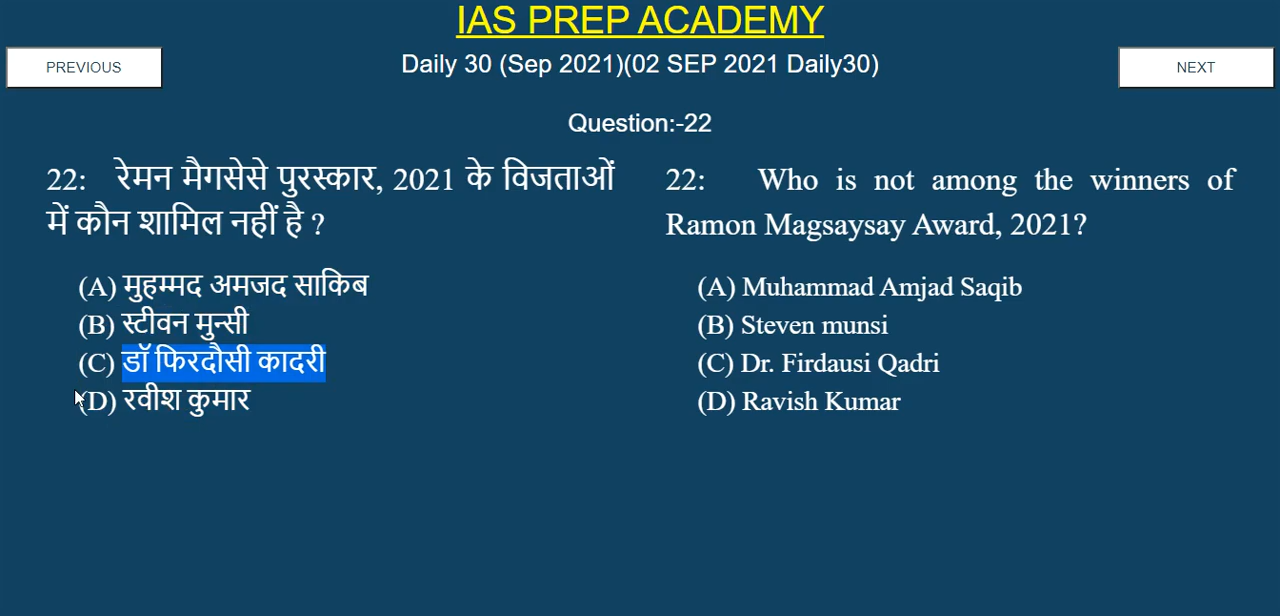 IAS PREP ACADEMY
PREVIOUS
Daily 30 (Sep 2021)(02 SEP 2021 Daily30)
NEXT
Question:-22
22: रेमन मैगसेसे पुरस्कार, 2021 के विजताओं
में कौन शामिल नहीं है ?
(A) मुहम्मद अमजद साकिब
(B) स्टीवन मुन्सी
(C) डॉ फिरदौसी कादरी
(D) रवीश कुमार
22: Who is not among the winners of
Ramon Magsaysay Award, 2021?
(A) Muhammad Amjad Saqib
(B) Steven munsi
(C) Dr. Firdausi Qadri
(D) Ravish Kumar